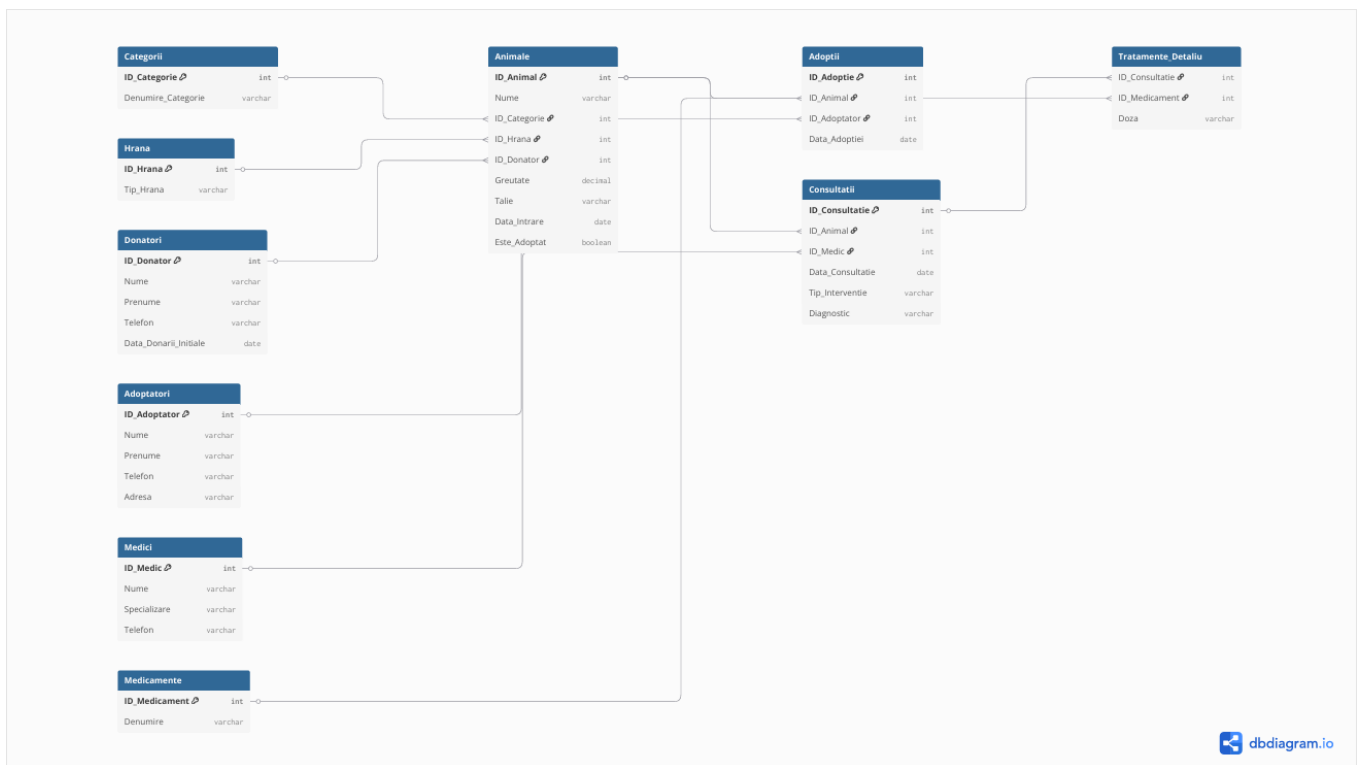 Categorii
ID_Categorie int
Denumire_Categorie varchar
Hrana
ID_Hrana int
Tip_Hrana varchar
Donatori
ID_Donator int
Nume varchar
Prenume varchar
Telefon varchar
Data_Donarii_Initiale date
Adoptatori
ID_Adoptator int
Nume varchar
Prenume varchar
Telefon varchar
Adresa varchar
Medici
ID_Medic int
Nume varchar
Specializare varchar
Telefon varchar
Medicamente
ID_Medicament int
Denumire varchar
Animale
ID_Animal int
Nume varchar
ID_Categorie int
ID_Hrana int
ID_Donator int
Greutate decimal
Talie varchar
Data_Intrare date
Este_Adoptat boolean
Adoptii
ID_Adoptie int
ID_Animal int
ID_Adoptator int
Data_Adoptiei date
Consultatii
ID_Consultatie int
ID_Animal int
ID_Medic int
Data_Consultatie date
Tip_Interventie varchar
Diagnostic varchar
Tratamente_Detaliu
ID_Consultatie int
ID_Medicament int
Doza varchar
dbdiagram.io